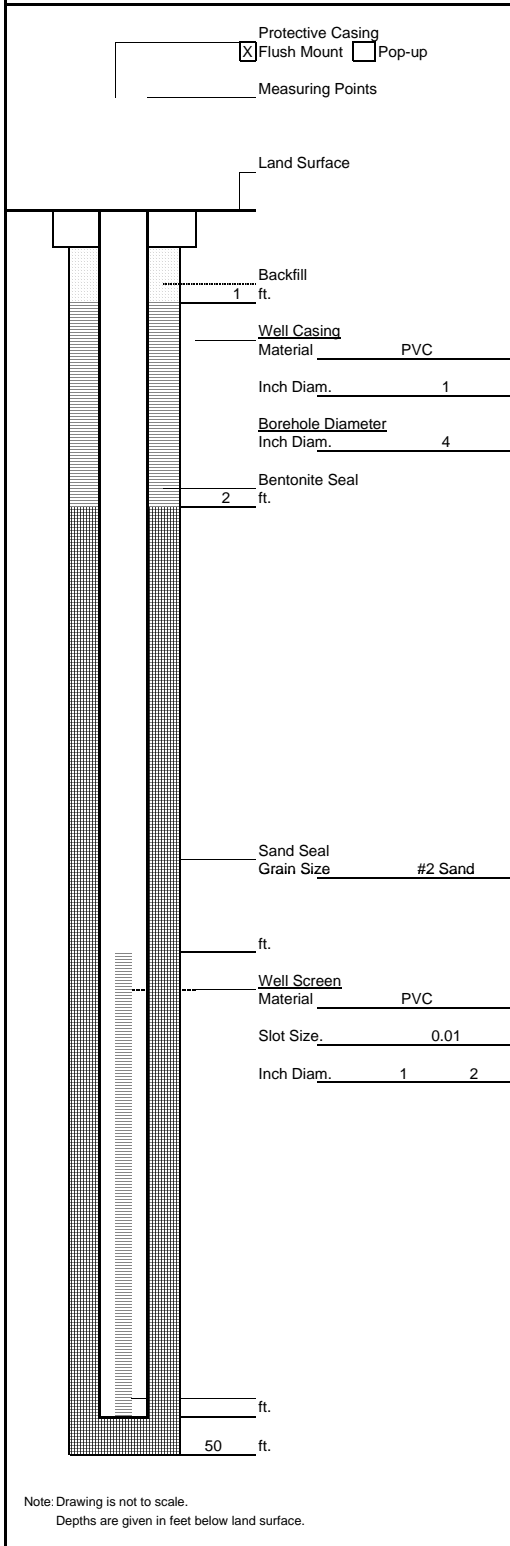 Protective Casing
X Flush Mount Pop-up
Measuring Points
Land Surface
Backfill
1 ft.
Well Casing
Material PVC
Inch Diam. 1
Borehole Diameter
Inch Diam. 4
Bentonite Seal
2 ft.
Sand Seal
Grain Size #2 Sand
ft.
Well Screen
Material PVC
Slot Size. 0.01
Inch Diam. 1 2
ft.
50 ft.
Note: Drawing is not to scale.
Depths are given in feet below land surface.